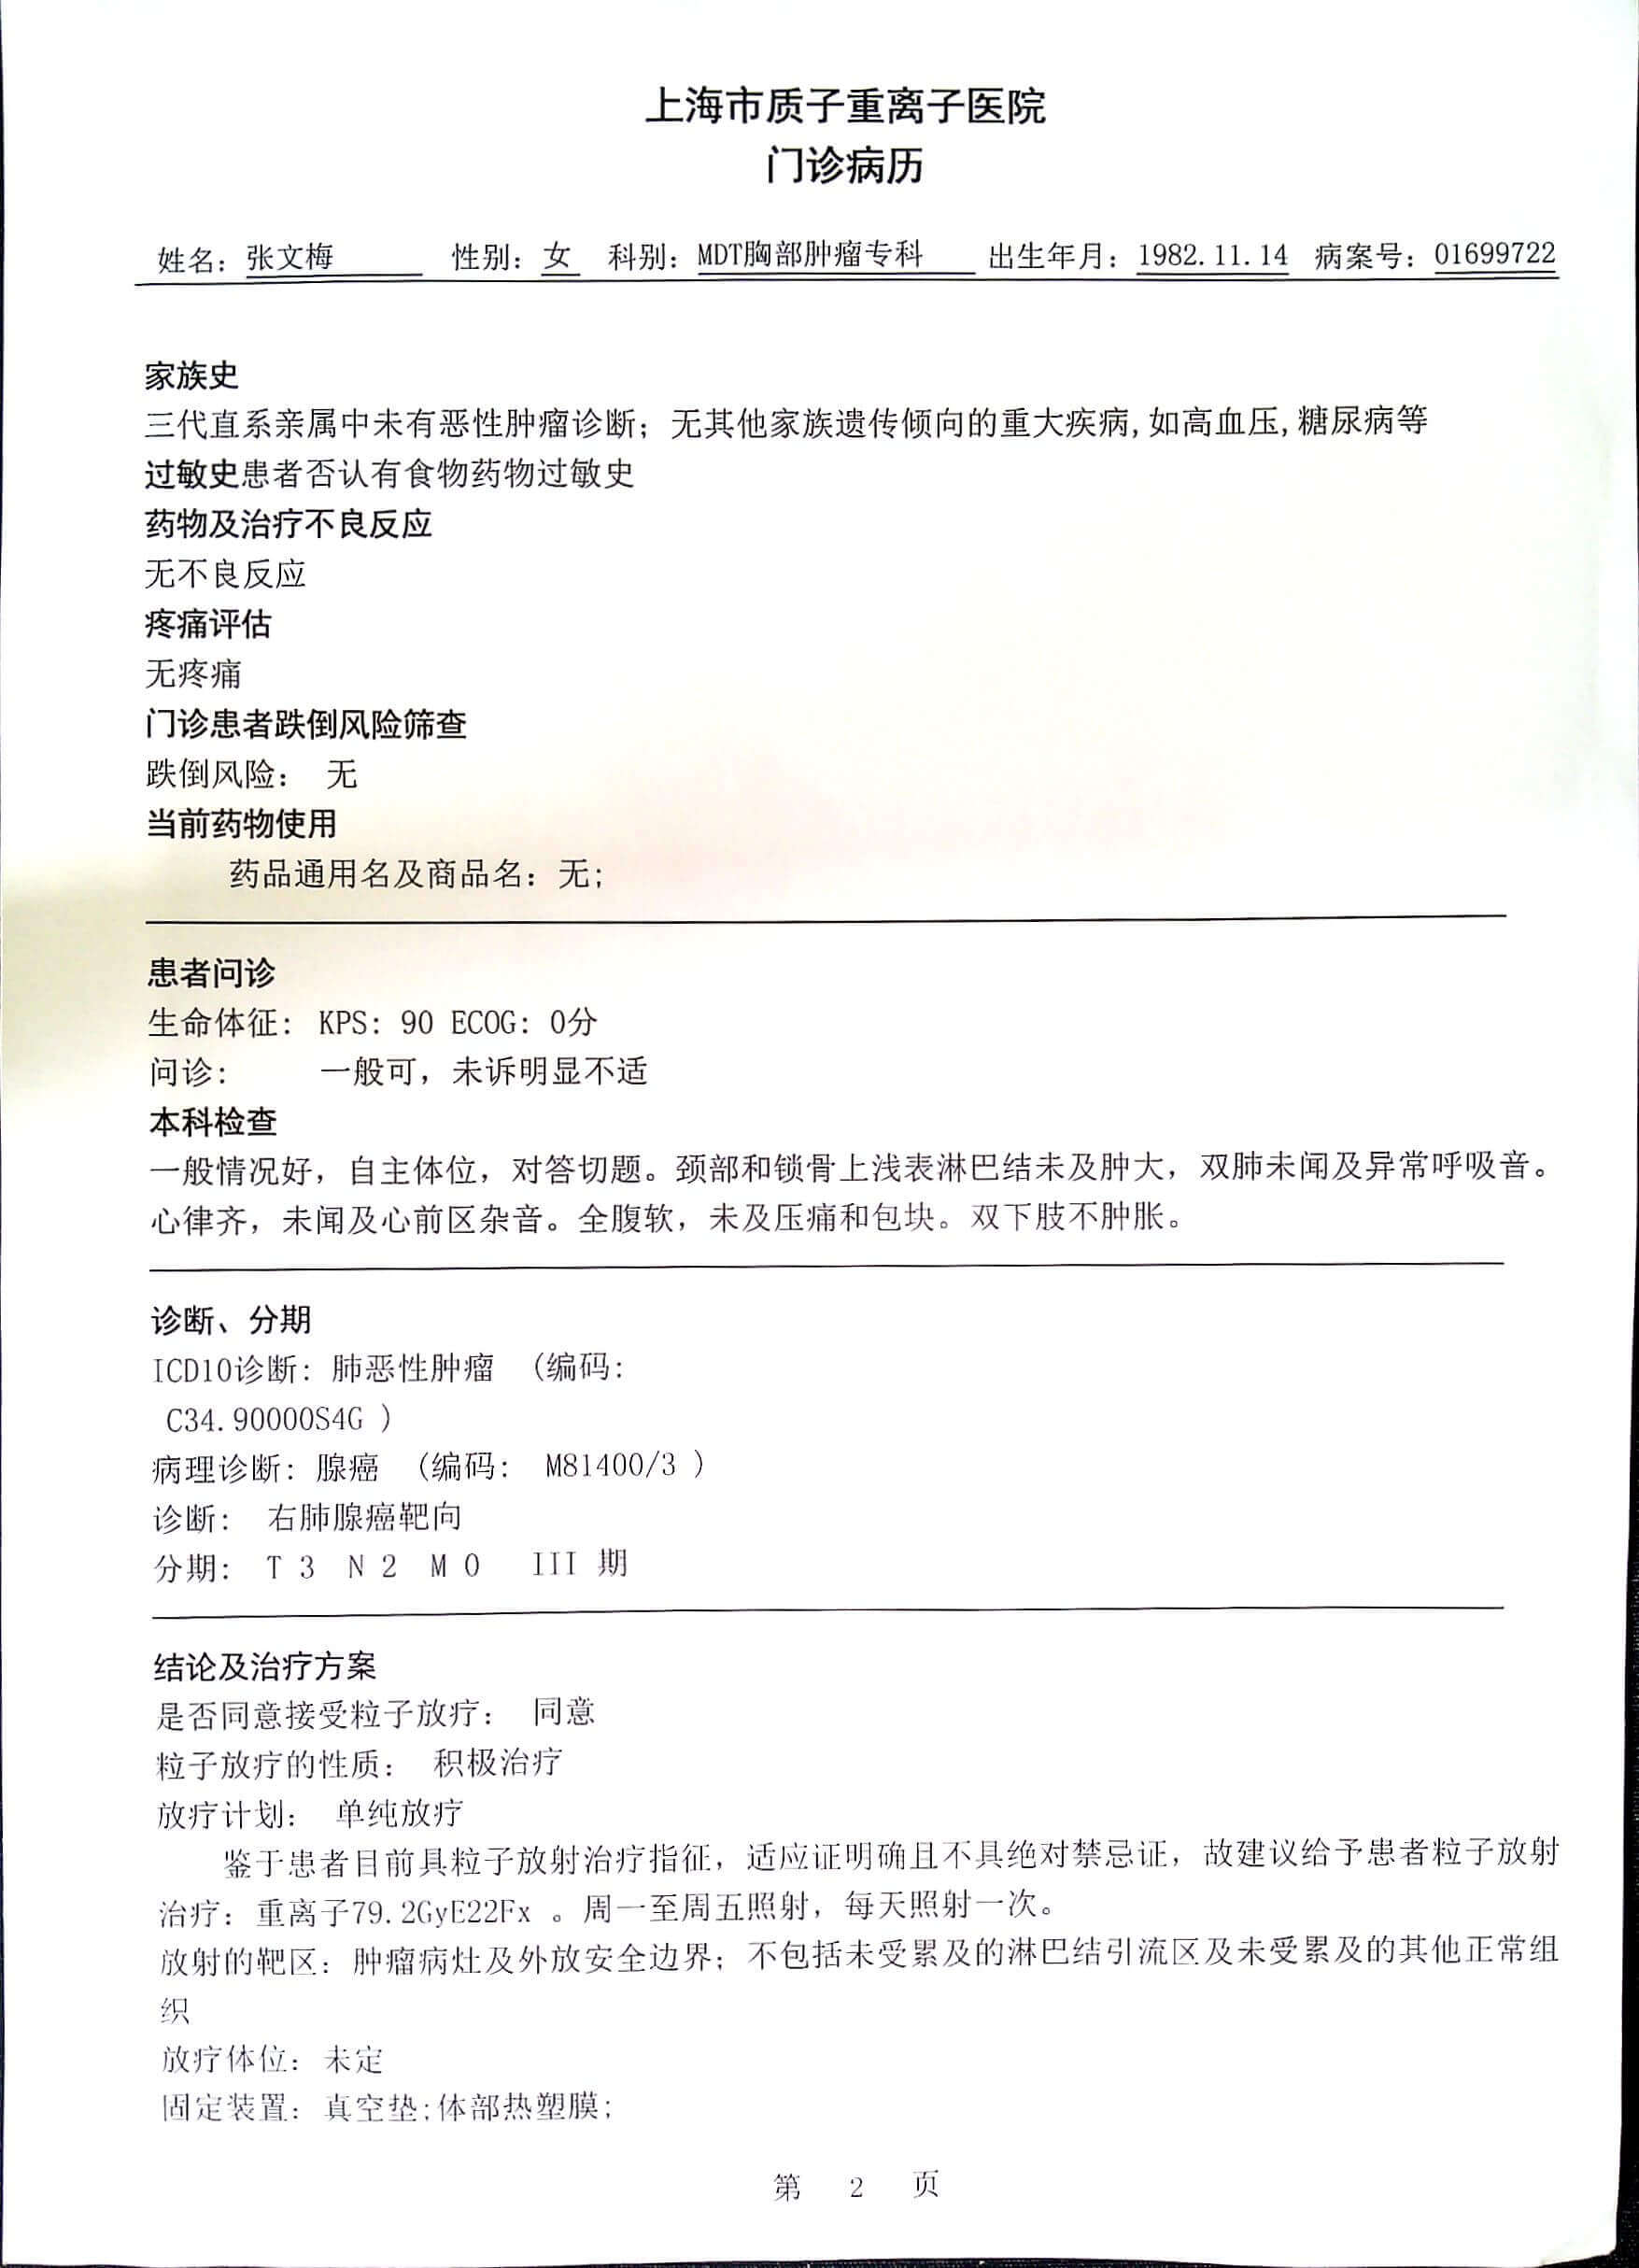 上海市质子重离子医院
门诊病历
姓名：张文梅 性别：女 科别：MDT胸部肿瘤专科 出生年月：1982.11.14 病案号：01699722
家族史
三代直系亲属中未有恶性肿瘤诊断；无其他家族遗传倾向的重大疾病,如高血压,糖尿病等
过敏史患者否认有食物药物过敏史
药物及治疗不良反应
无不良反应
疼痛评估
无疼痛
门诊患者跌倒风险筛查
跌倒风险： 无
当前药物使用
药品通用名及商品名：无;
患者问诊
生命体征：KPS：90 ECOG：0分
问诊： 一般可，未诉明显不适
本科检查
一般情况好，自主体位，对答切题。颈部和锁骨上浅表淋巴结未及肿大，双肺未闻及异常呼吸音。
心律齐，未闻及心前区杂音。全腹软，未及压痛和包块。双下肢不肿胀。
诊断、分期
ICD10诊断：肺恶性肿瘤 （编码：
C34.90000S4G ）
病理诊断：腺癌 （编码： M81400/3 ）
诊断： 右肺腺癌靶向
分期： T 3 N 2 M 0 III 期
结论及治疗方案
是否同意接受粒子放疗： 同意
粒子放疗的性质： 积极治疗
放疗计划： 单纯放疗
鉴于患者目前具粒子放射治疗指征，适应证明确且不具绝对禁忌证，故建议给予患者粒子放射
治疗：重离子79.2GyE22Fx 。周一至周五照射，每天照射一次。
放射的靶区：肿瘤病灶及外放安全边界；不包括未受累及的淋巴结引流区及未受累及的其他正常组
织
放疗体位：未定
固定装置：真空垫;体部热塑膜;
第 2 页